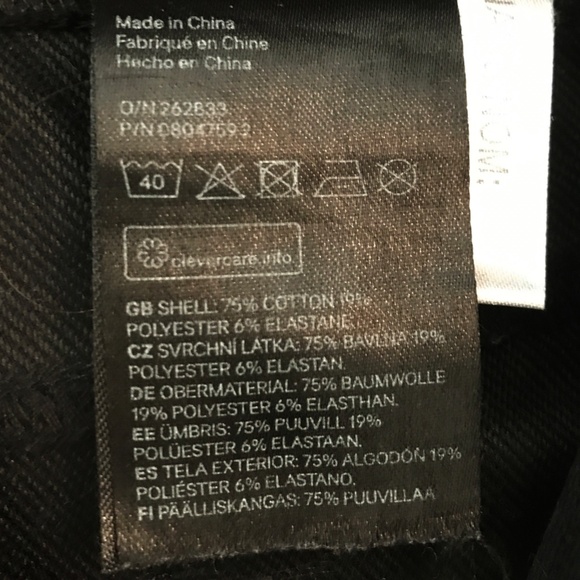 Made in China
Fabriqué en Chine
Hecho en China
O/N 262833
P/N 0804759.2
40
clevercare.info
GB SHELL: 75% COTTON 19%
POLYESTER 6% ELASTANE.
CZ SVRCHNÍ LATKA: 75% BAVLNA 19%
POLYESTER 6% ELASTAN.
DE OBERMATERIAL: 75% BAUMWOLLE
19% POLYESTER 6% ELASTHAN.
EE ÜMBRIS: 75% PUUVILL 19%
POLÜESTER 6% ELASTAAN.
ES TELA EXTERIOR: 75% ALGODÓN 19%
POLIÉSTER 6% ELASTANO.
FI PÄÄLLISKANGAS: 75% PUUVILLAA